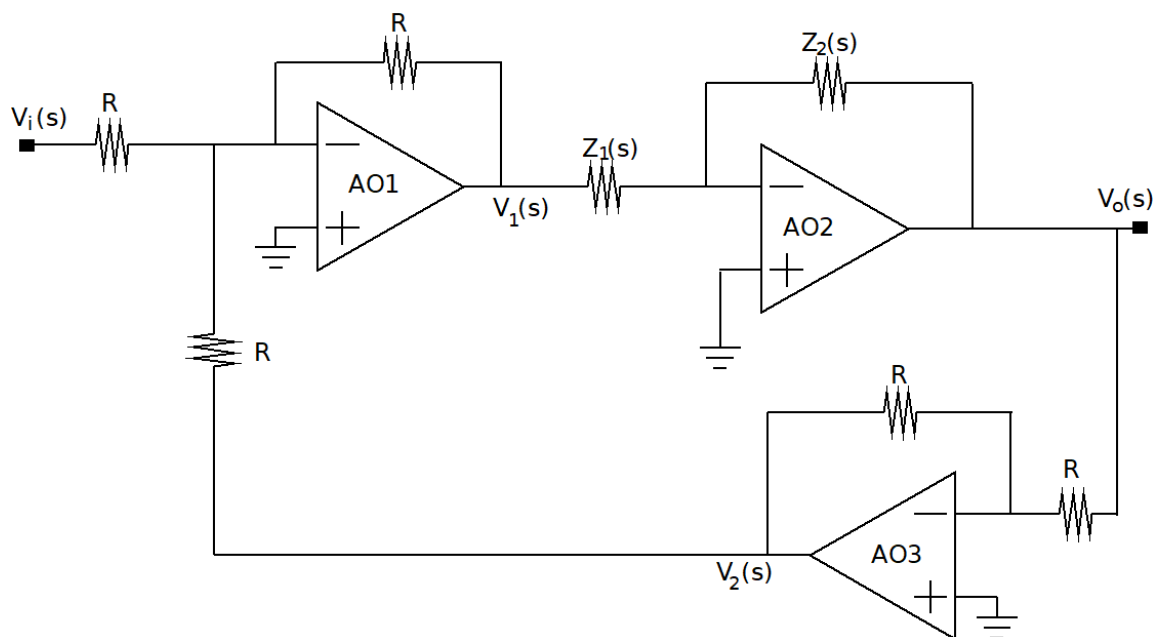 R
Z₂(s)
Vᵢ(s)
R
Z₁(s)
AO1
V₁(s)
Vₒ(s)
AO2
R
R
R
AO3
V₂(s)